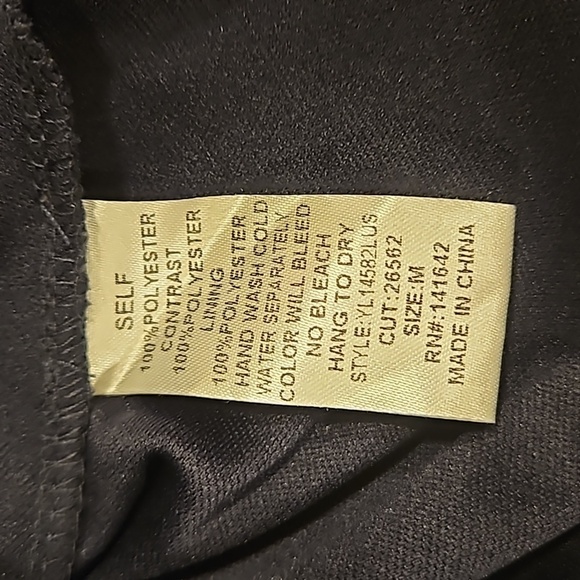 SELF
100%POLYESTER
CONTRAST
100%POLYESTER
LINING
100%POLYESTER
HAND WASH COLD
WATER SEPARATELY
COLOR WILL BLEED
NO BLEACH
HANG TO DRY
STYLE:YL14582LUS
CUT:26562
SIZE:M
RN#:141642
MADE IN CHINA